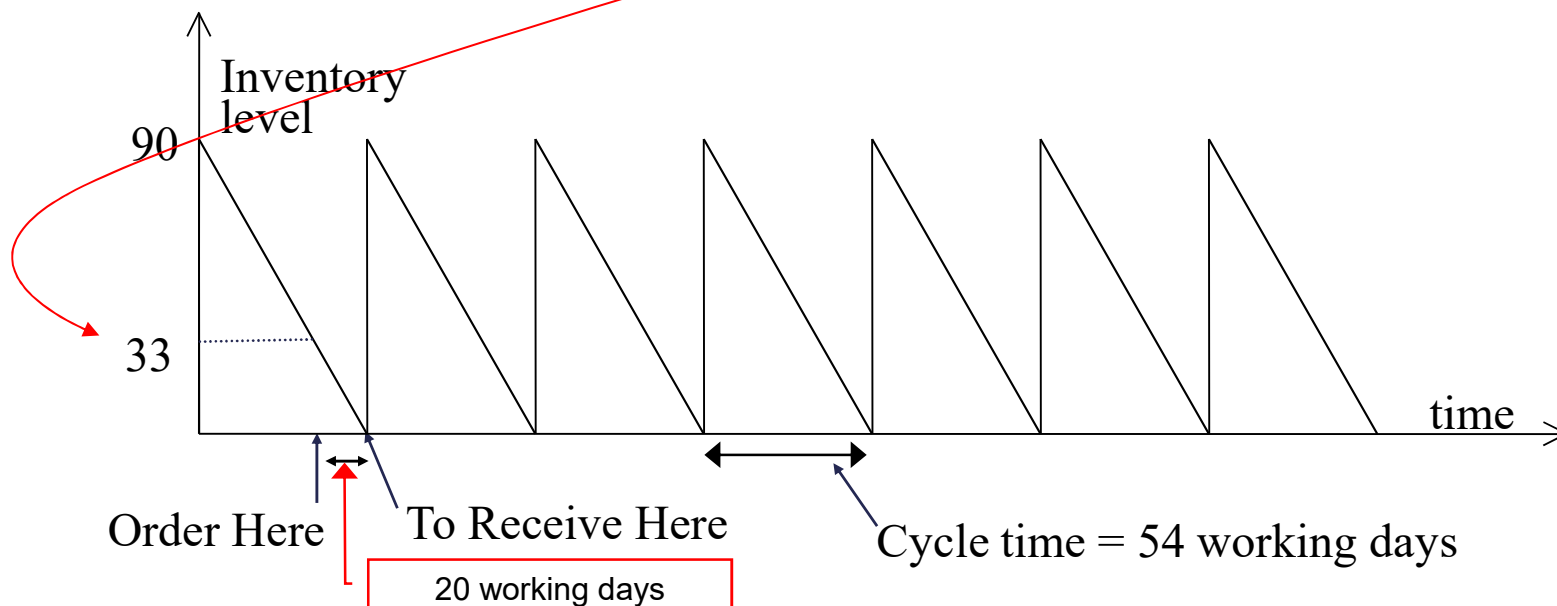 Inventory
level
90
33
time
Order Here
To Receive Here
Cycle time = 54 working days
20 working days